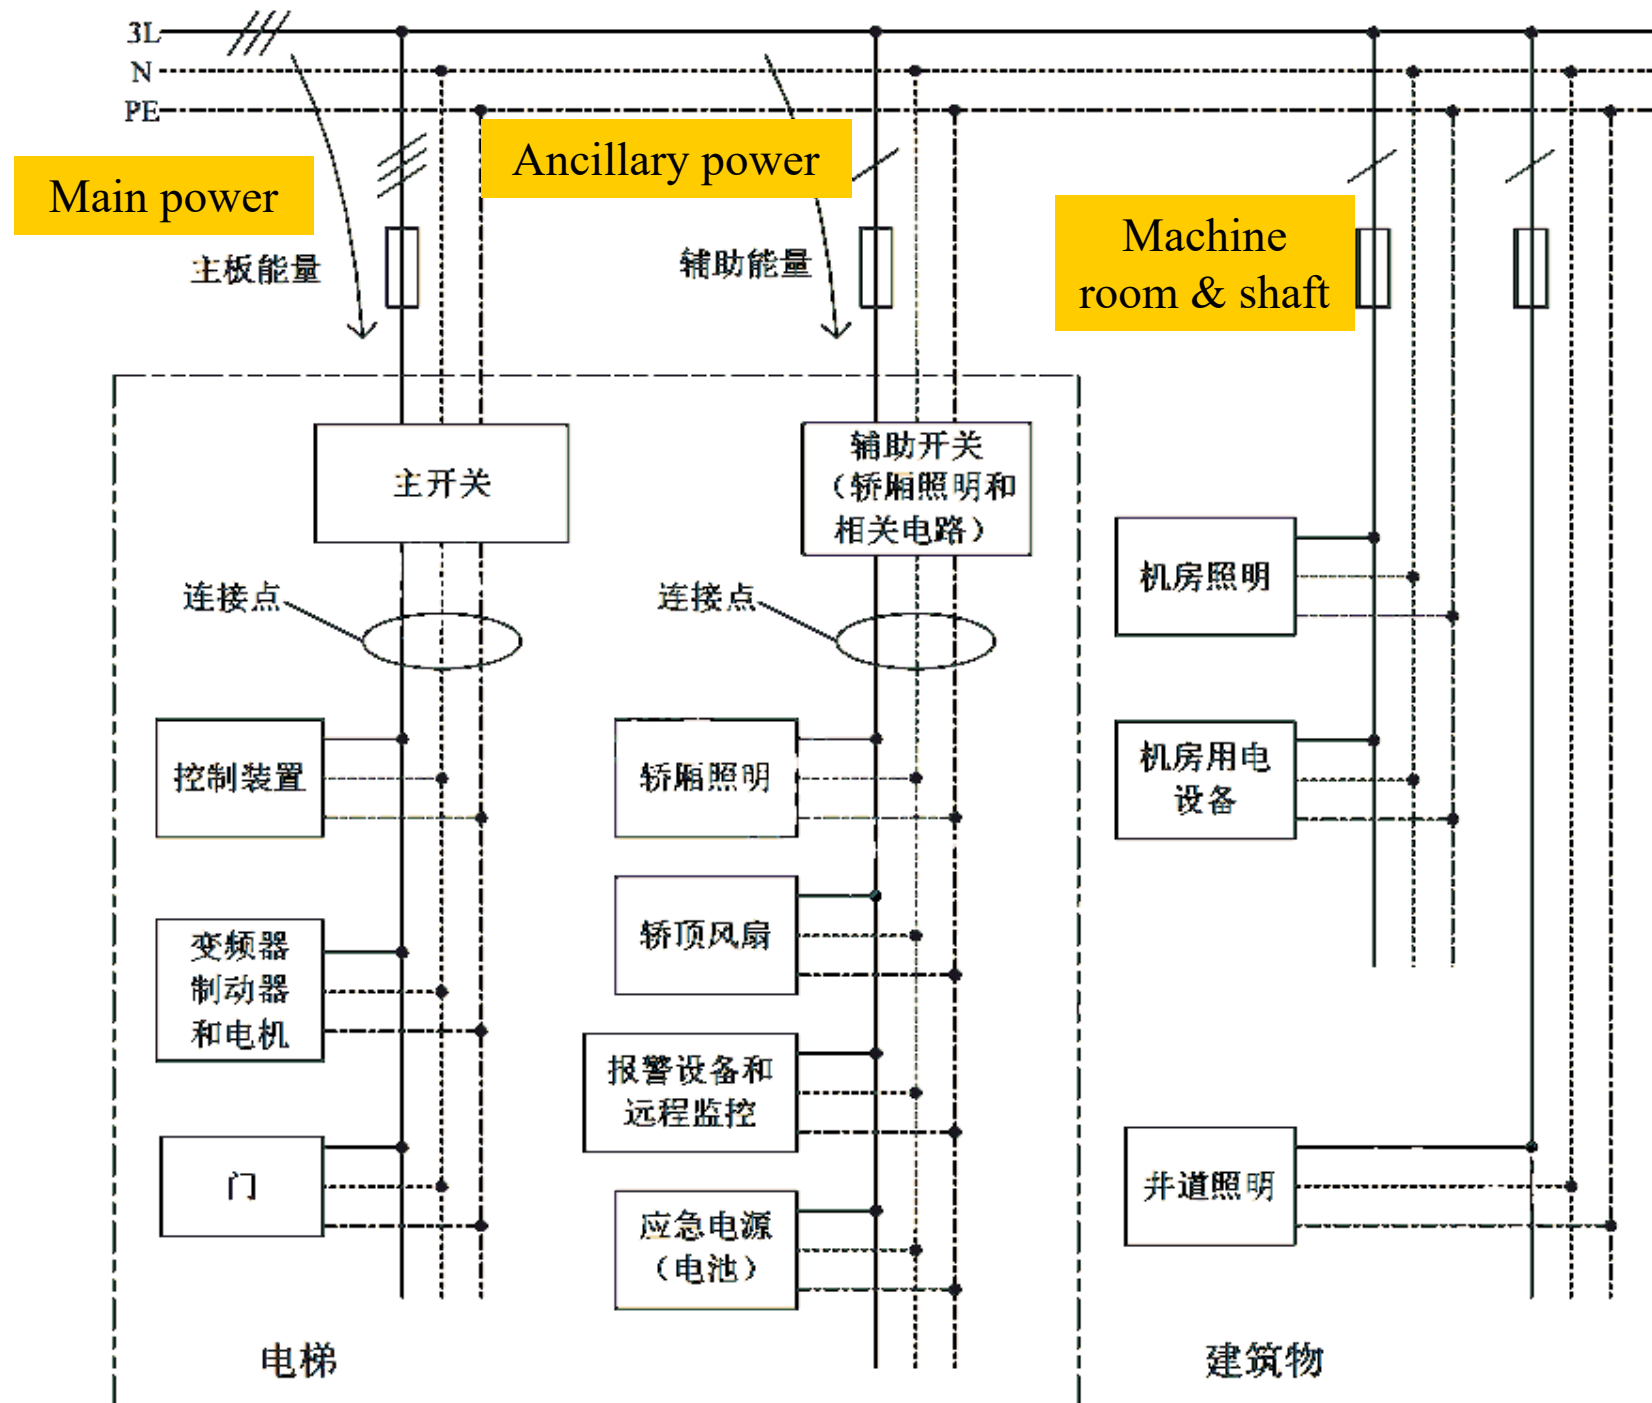 3L
N
PE
Main power
Ancillary power
Machine
room & shaft
主板能量
辅助能量
主开关
辅助开关
（轿厢照明和
相关电路）
连接点
连接点
控制装置
变频器
制动器
和电机
门
轿厢照明
轿顶风扇
报警设备和
远程监控
应急电源
（电池）
机房照明
机房用电
设备
井道照明
电梯
建筑物